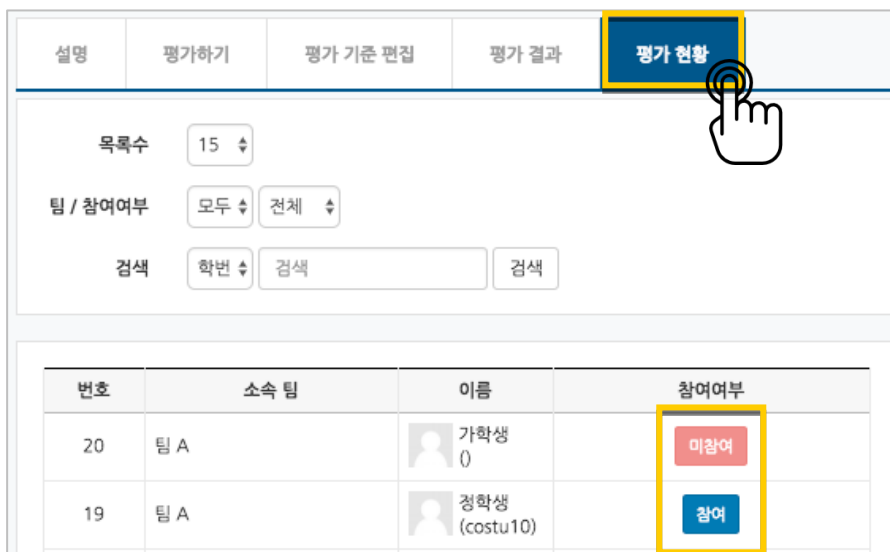 설명 평가하기 평가 기준 편집 평가 결과 평가 현황
목록수 15
팀 / 참여여부 모두 전체
검색 학번 검색 검색
번호 소속 팀 이름 참여여부
20 팀 A 가학생 미참여
()
19 팀 A 정학생 참여
(costu10)